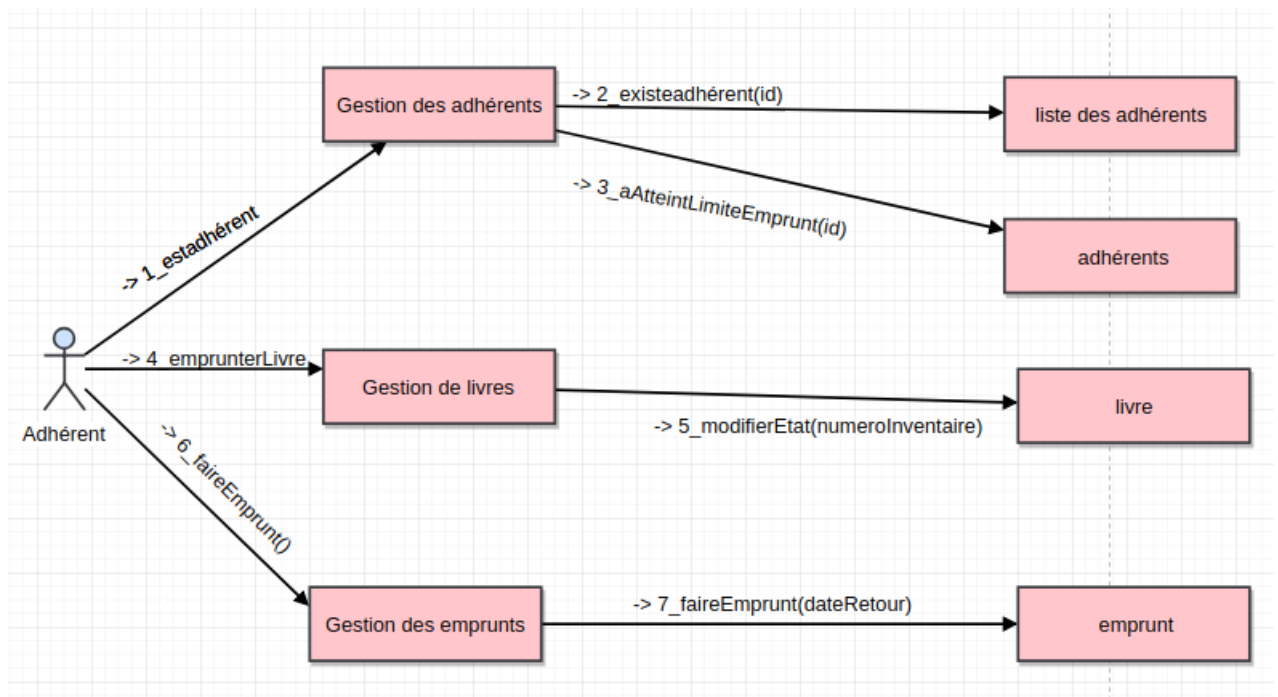 Gestion des adhérents
-> 2_existeadhérent(id)
liste des adhérents
-> 3_aAtteintLimiteEmprunt(id)
-> 1_estadhérent
adhérents
-> 4_emprunterLivre
Gestion de livres
livre
-> 5_modifierEtat(numeroInventaire)
Adhérent
-> 6_faireEmprunt()
-> 7_faireEmprunt(dateRetour)
Gestion des emprunts
emprunt